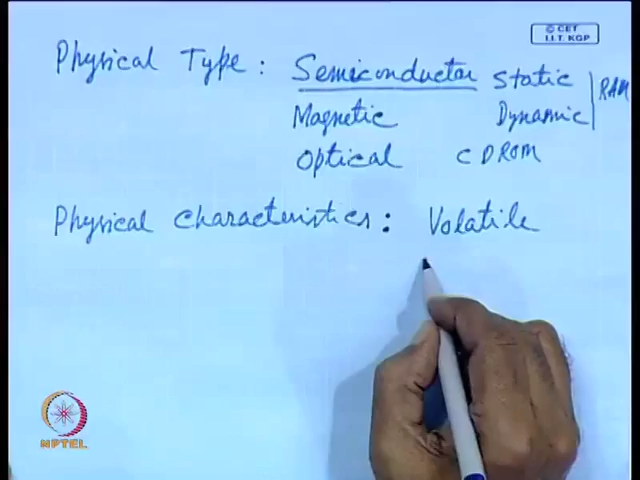 © CET
I.I.T. KGP
Physical Type : Semiconductor Static
Magnetic Dynamic RAM
Optical CDROM
Physical Characteristics : Volatile
NPTEL